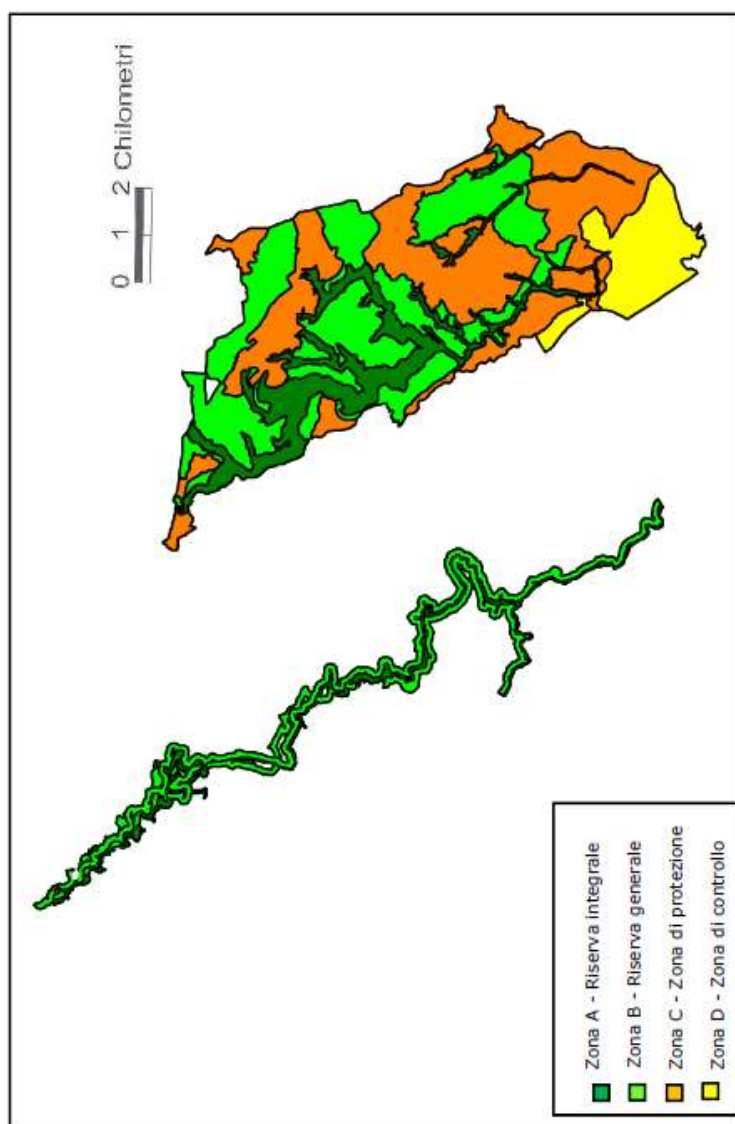 0 1 2 Chilometri
Zona A - Riserva integrale
Zona B - Riserva generale
Zona C - Zona di protezione
Zona D - Zona di controllo